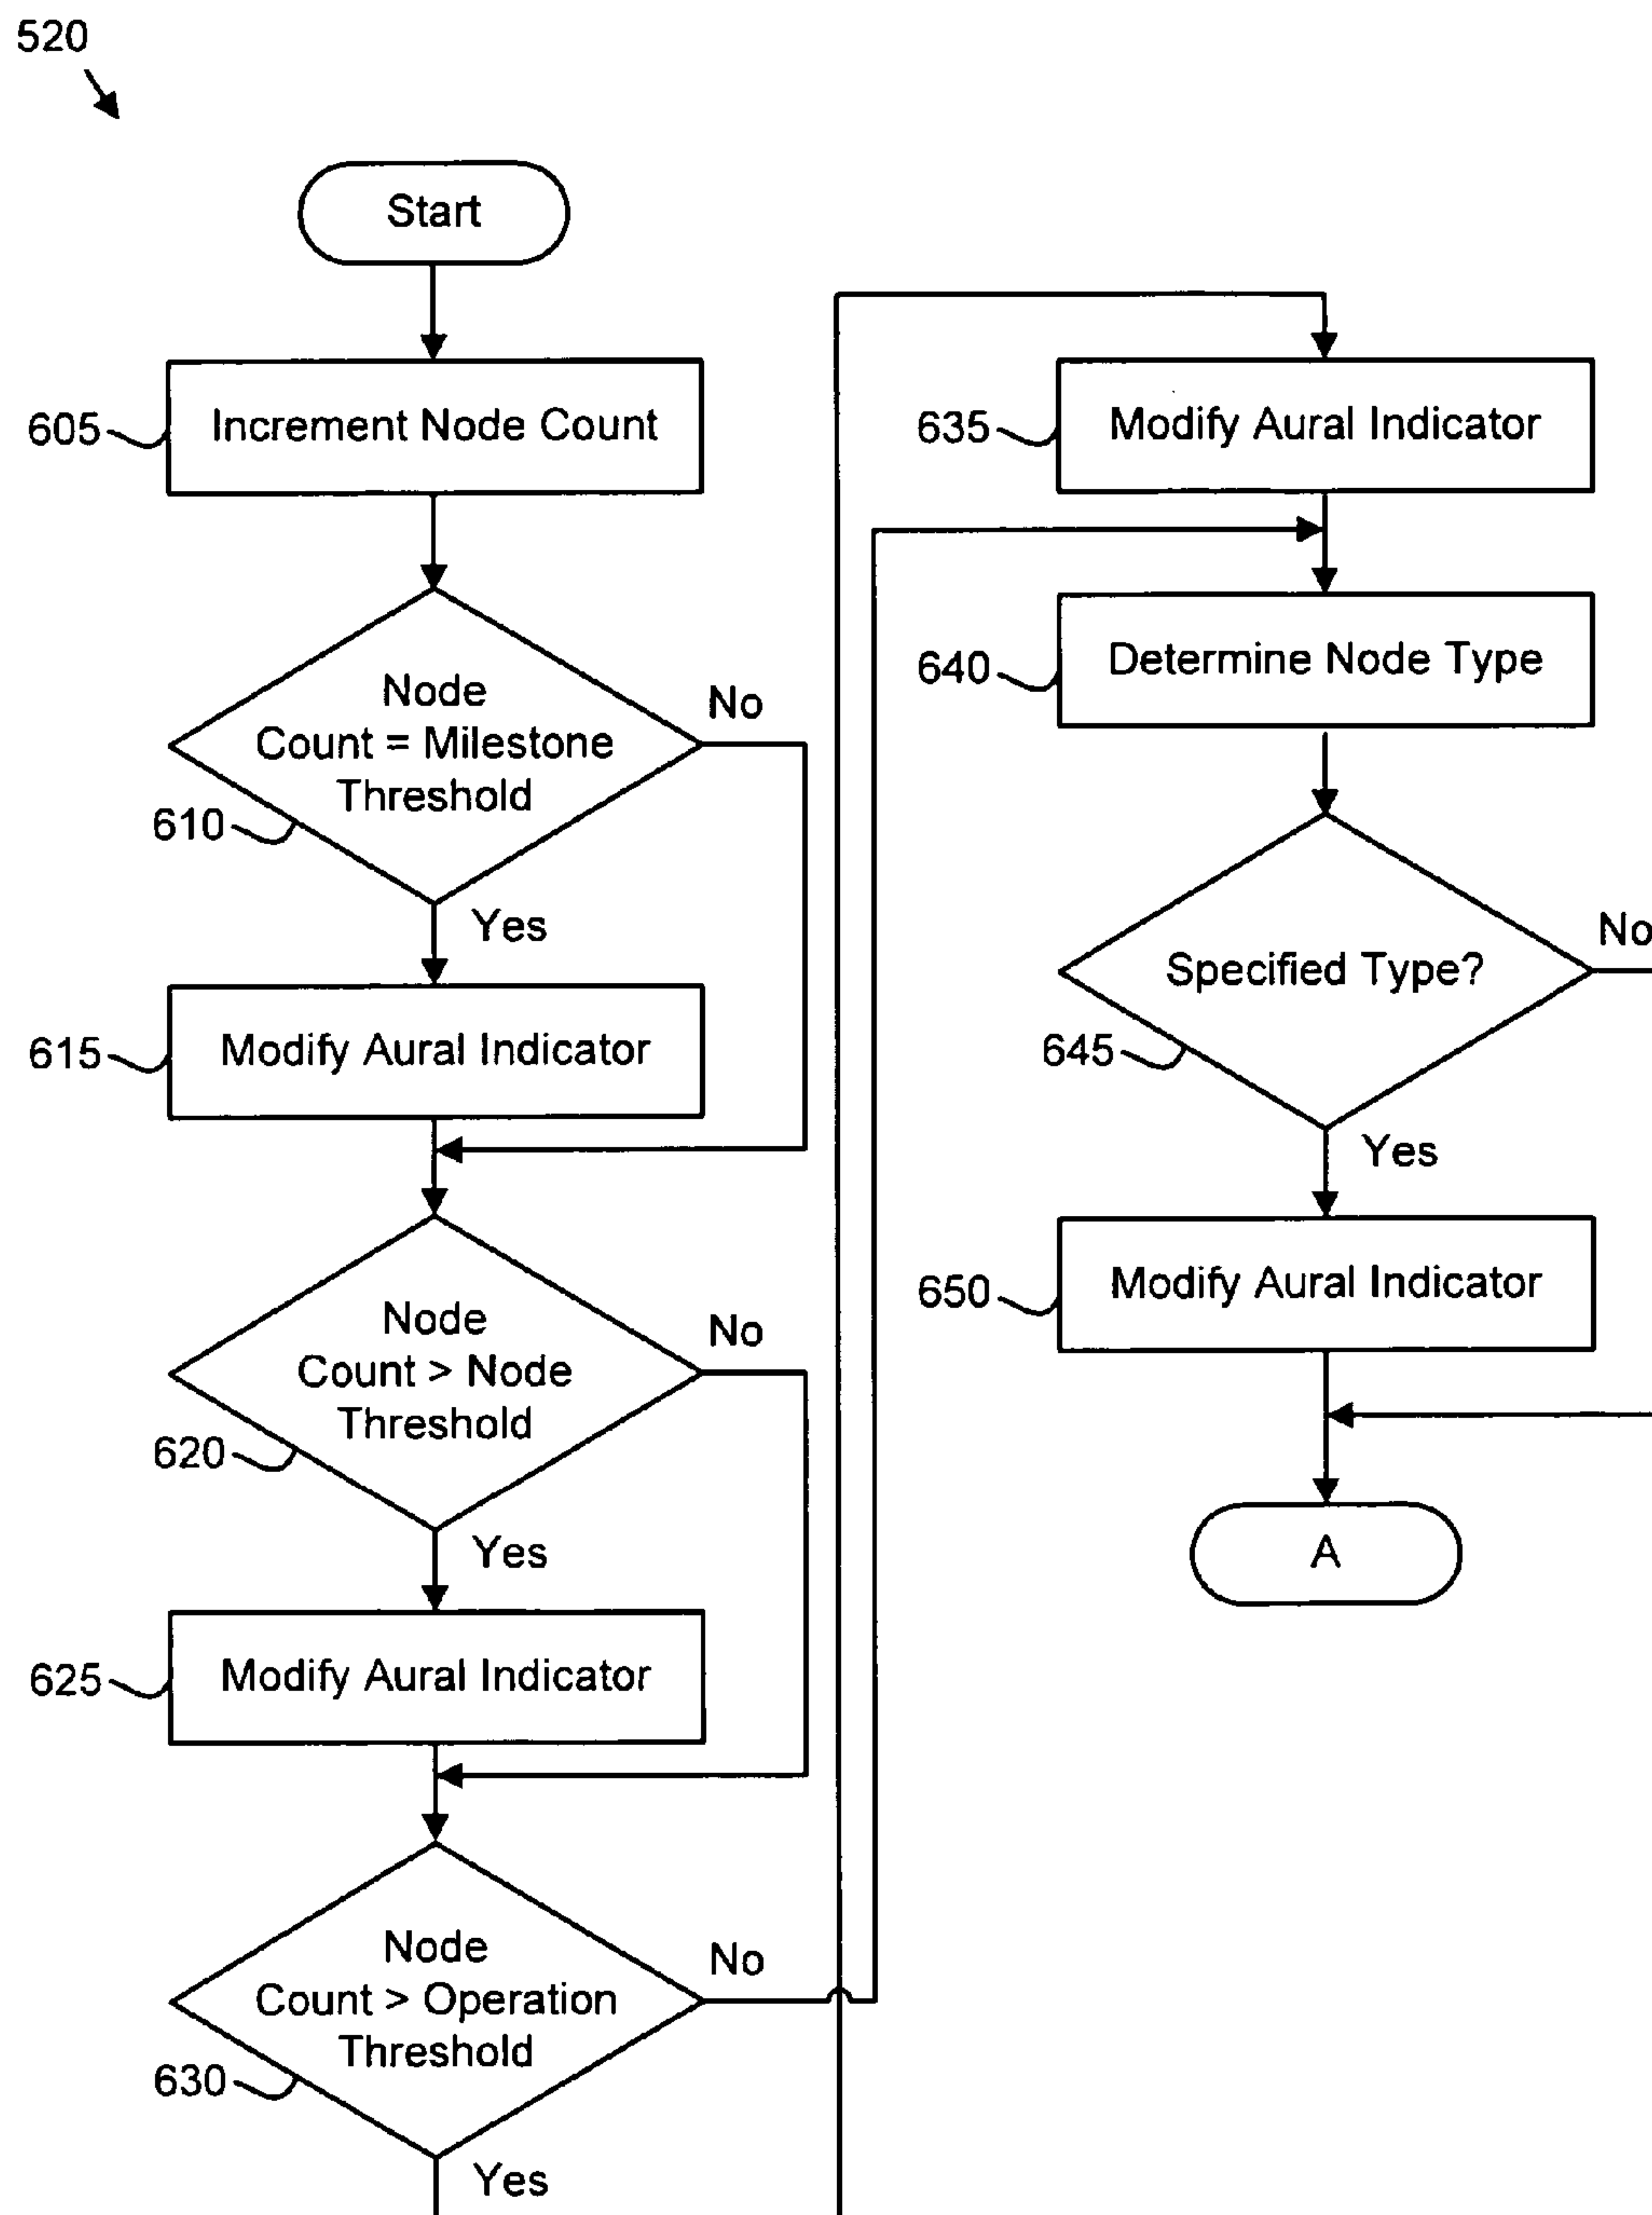 520
Start
605
Increment Node Count
Node
Count = Milestone
Threshold
No
610
Yes
615
Modify Aural Indicator
Node
Count > Node
Threshold
No
620
Yes
625
Modify Aural Indicator
Node
Count > Operation
Threshold
No
630
Yes
635
Modify Aural Indicator
640
Determine Node Type
Specified Type?
No
645
Yes
650
Modify Aural Indicator
A